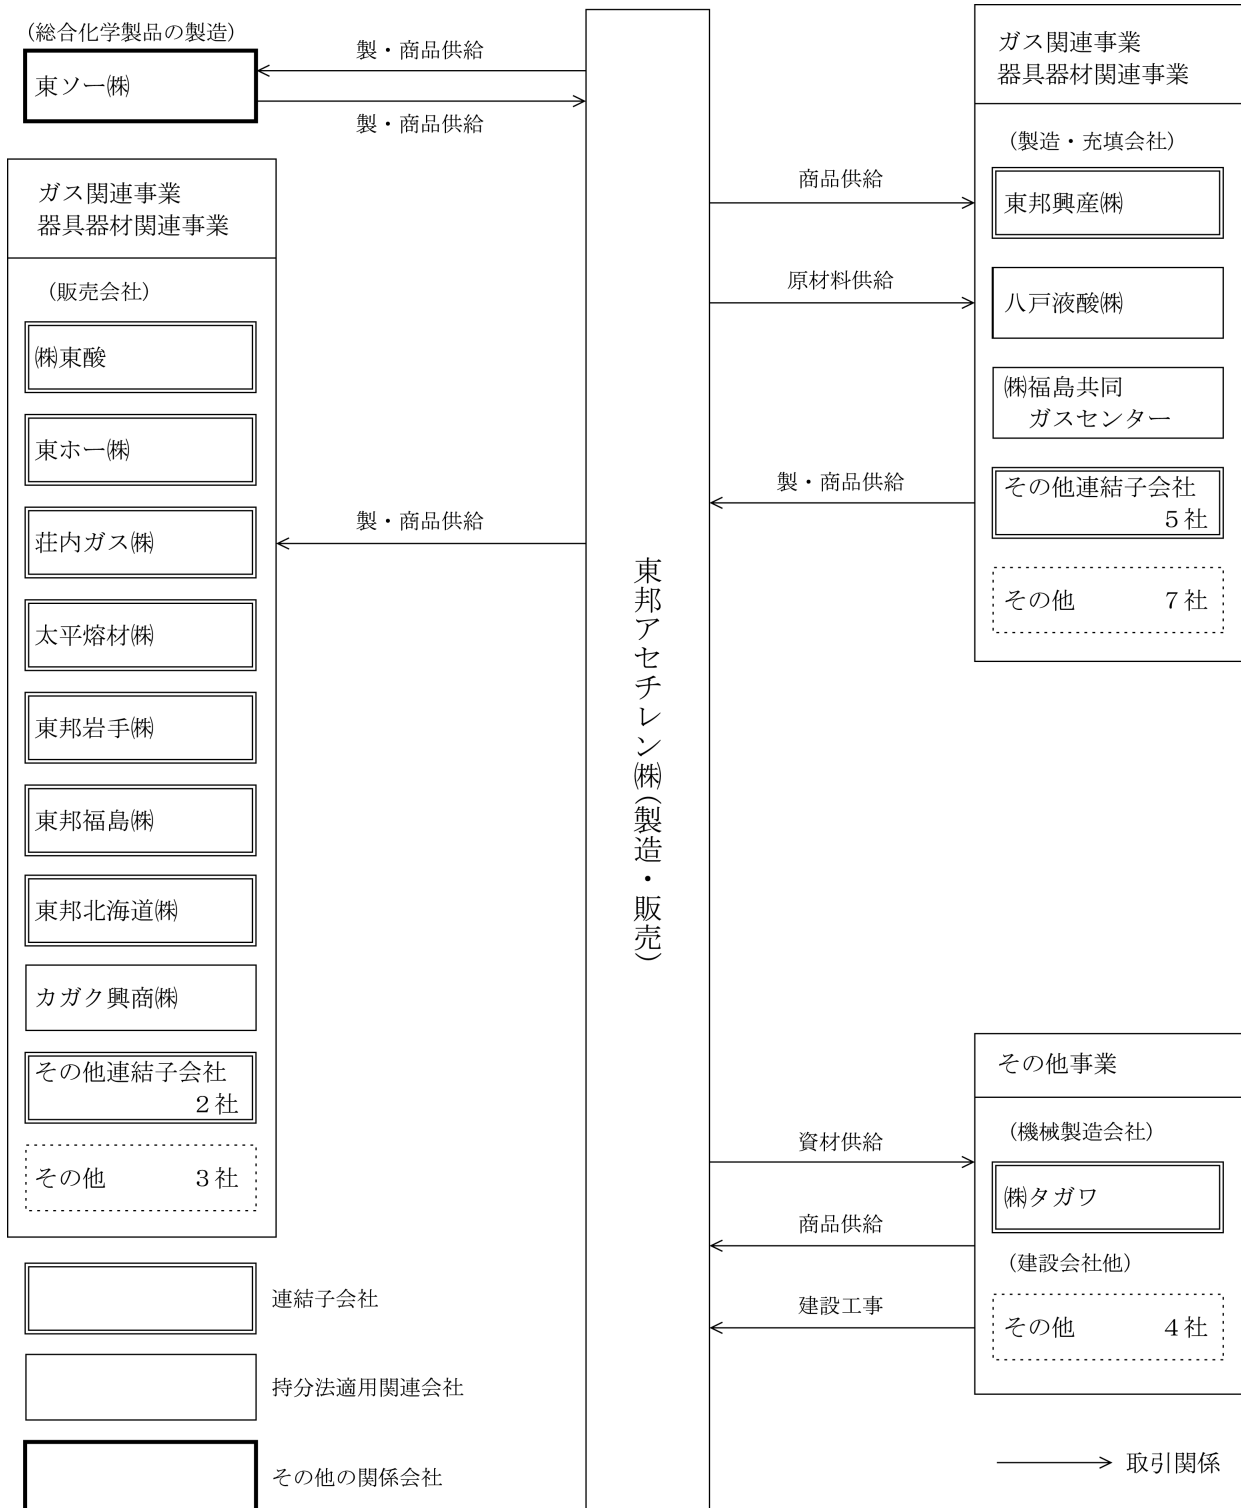 (総合化学製品の製造)
東ソー㈱
製・商品供給
製・商品供給
ガス関連事業
器具器材関連事業
(販売会社)
㈱東酸
東ホー㈱
荘内ガス㈱
太平熔材㈱
東邦岩手㈱
東邦福島㈱
東邦北海道㈱
カガク興商㈱
その他連結子会社
2社
その他 3社
製・商品供給
東邦アセチレン㈱(製造・販売)
ガス関連事業
器具器材関連事業
(製造・充填会社)
商品供給
東邦興産㈱
原材料供給
八戸液酸㈱
㈱福島共同
ガスセンター
製・商品供給
その他連結子会社
5社
その他 7社
その他事業
(機械製造会社)
資材供給
㈱タガワ
商品供給
(建設会社他)
建設工事
その他 4社
連結子会社
持分法適用関連会社
その他の関係会社
取引関係